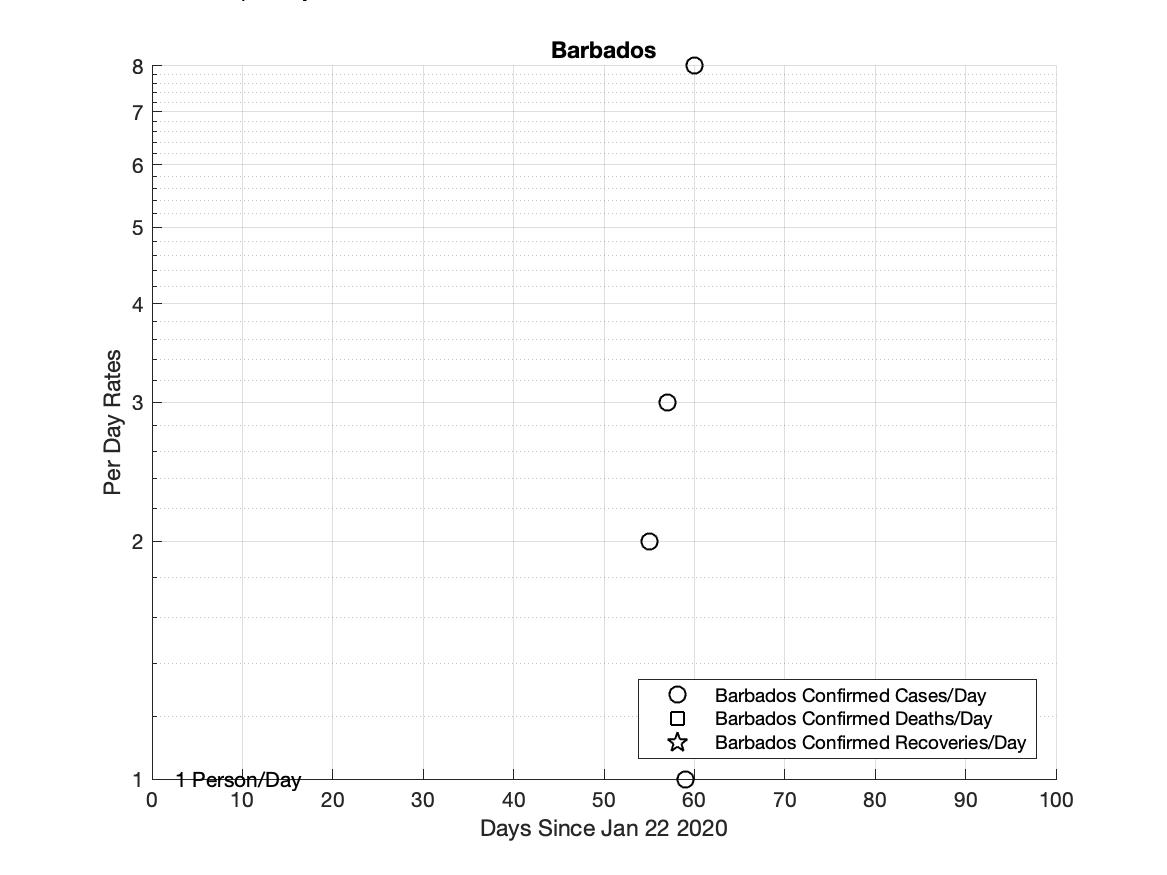 Barbados
8
7
6
5
4
3
2
1
Per Day Rates
Barbados Confirmed Cases/Day
Barbados Confirmed Deaths/Day
Barbados Confirmed Recoveries/Day
1 Person/Day
0 10 20 30 40 50 60 70 80 90 100
Days Since Jan 22 2020